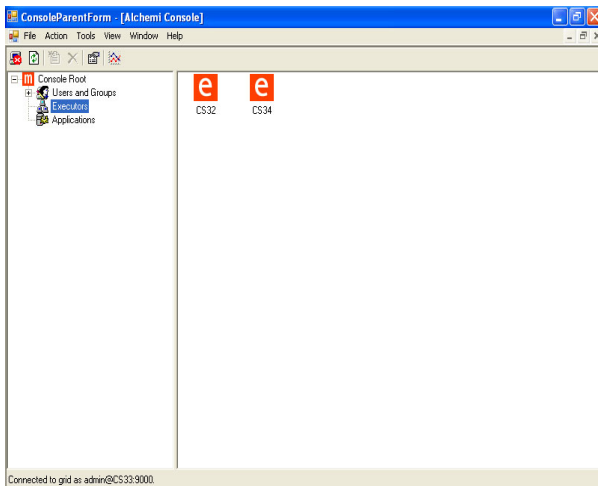 ConsoleParentForm - [Alchemi Console]
File Action Tools View Window Help
m Console Root
Users and Groups
Executors
Applications
e e
CS32 CS34
Connected to grid as admin@CS33:9000.